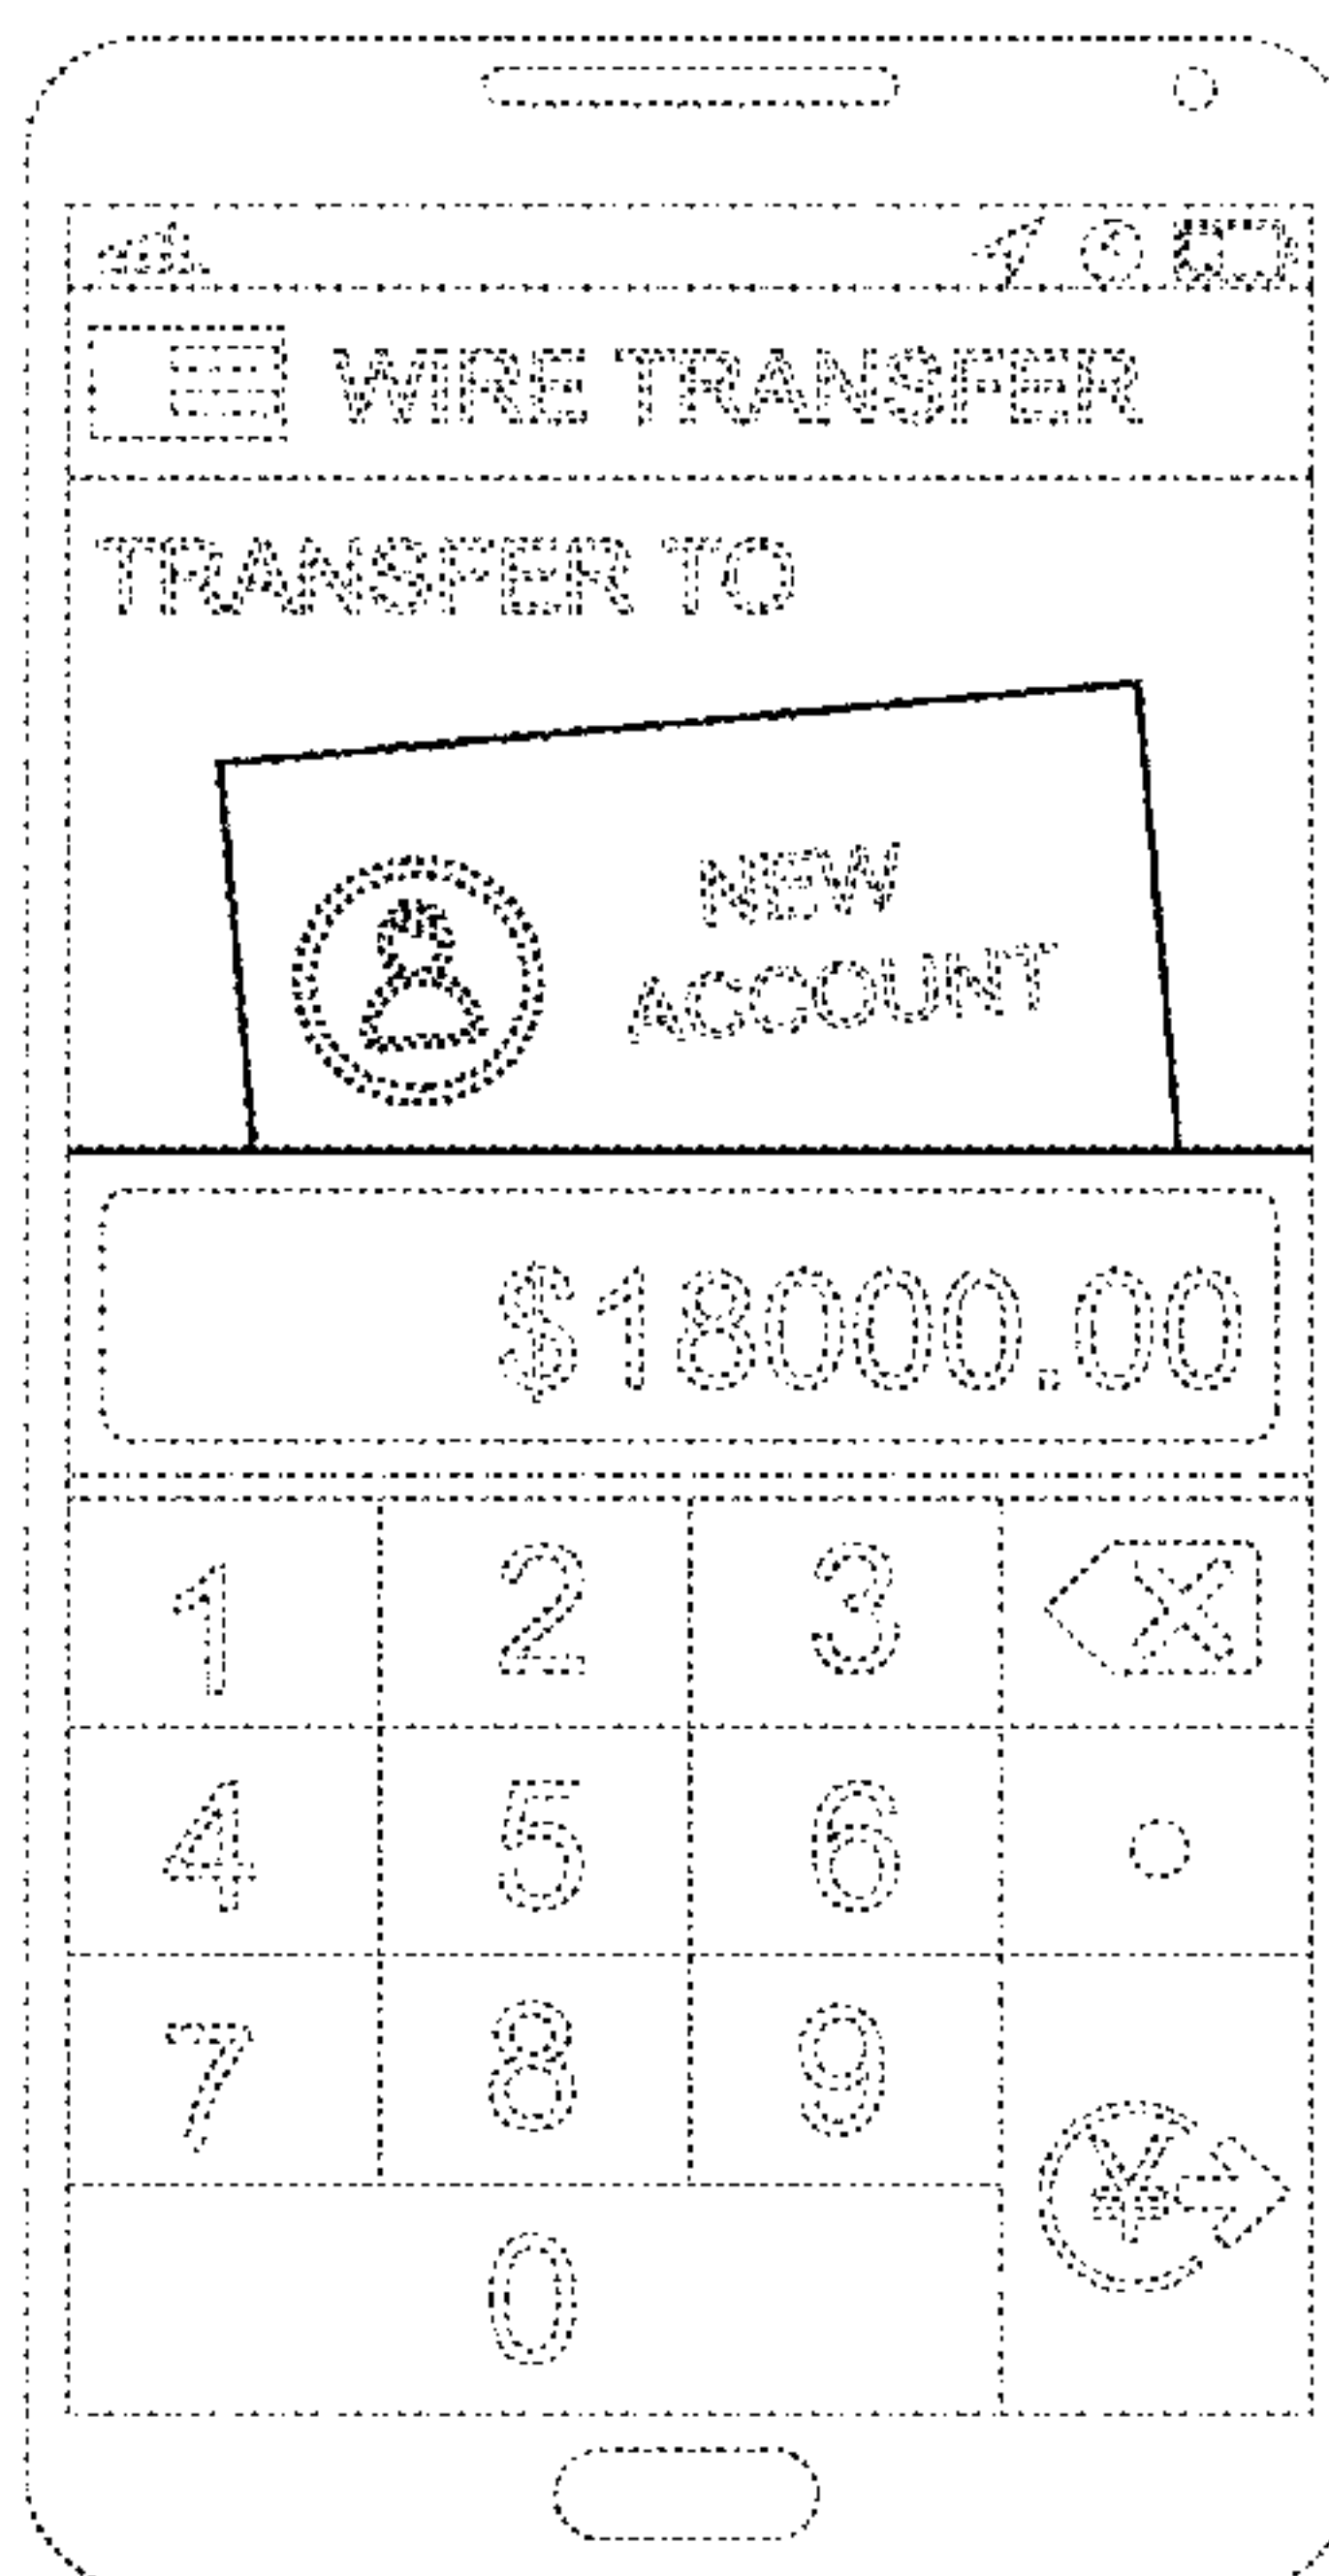 WIRE TRANSFER
TRANSFER TO
NEW
ACCOUNT
$18000.00
1 2 3
4 5 6
7 8 9
¥
0